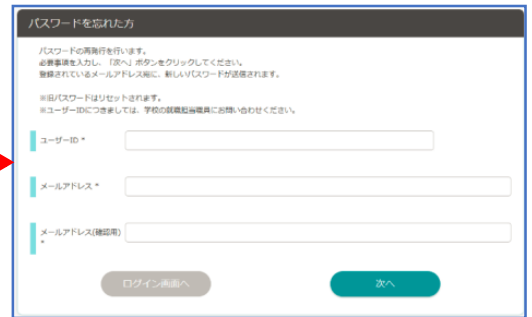 パスワードを忘れた方
パスワードの再発行を行います。
必要事項を入力し、「次へ」ボタンをクリックしてください。
登録されているメールアドレス宛に、新しいパスワードが送信されます。
※旧パスワードはリセットされます。
※ユーザーIDにつきましては、学校の就職担当職員にお問い合わせください。
ユーザーID *
メールアドレス *
メールアドレス(確認用)
*
ログイン画面へ
次へ